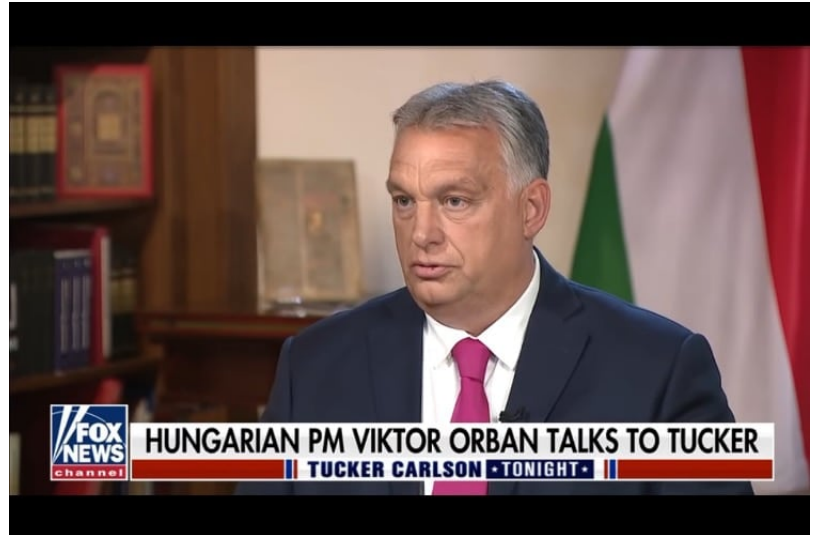 FOX
NEWS
channel
HUNGARIAN PM VIKTOR ORBAN TALKS TO TUCKER
TUCKER CARLSON TONIGHT